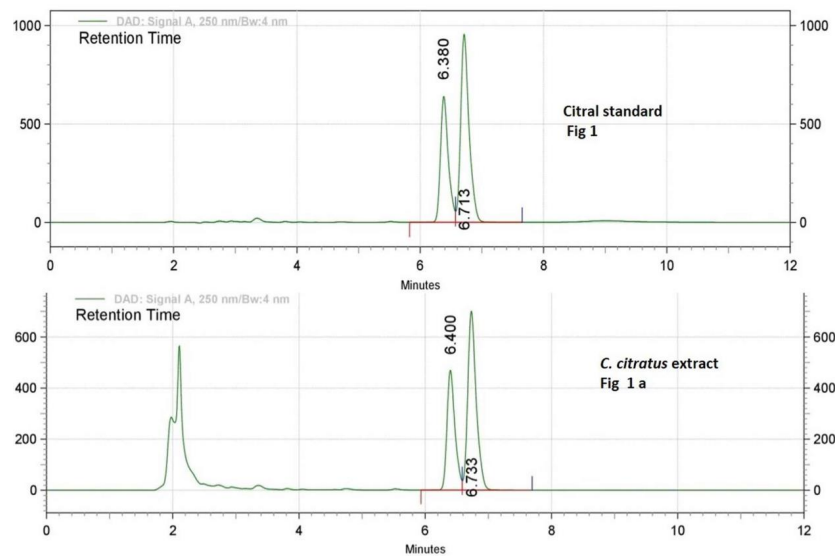 DAD: Signal A, 250 nm/Bw:4 nm
Retention Time
1000
1000
6.380
Citral standard
Fig 1
500
500
6.713
0
0
0 2 4 6 8 10 12
Minutes
DAD: Signal A, 250 nm/Bw:4 nm
Retention Time
600
600
6.400
C. citratus extract
Fig 1 a
400
400
200
200
6.733
0
0
0 2 4 6 8 10 12
Minutes